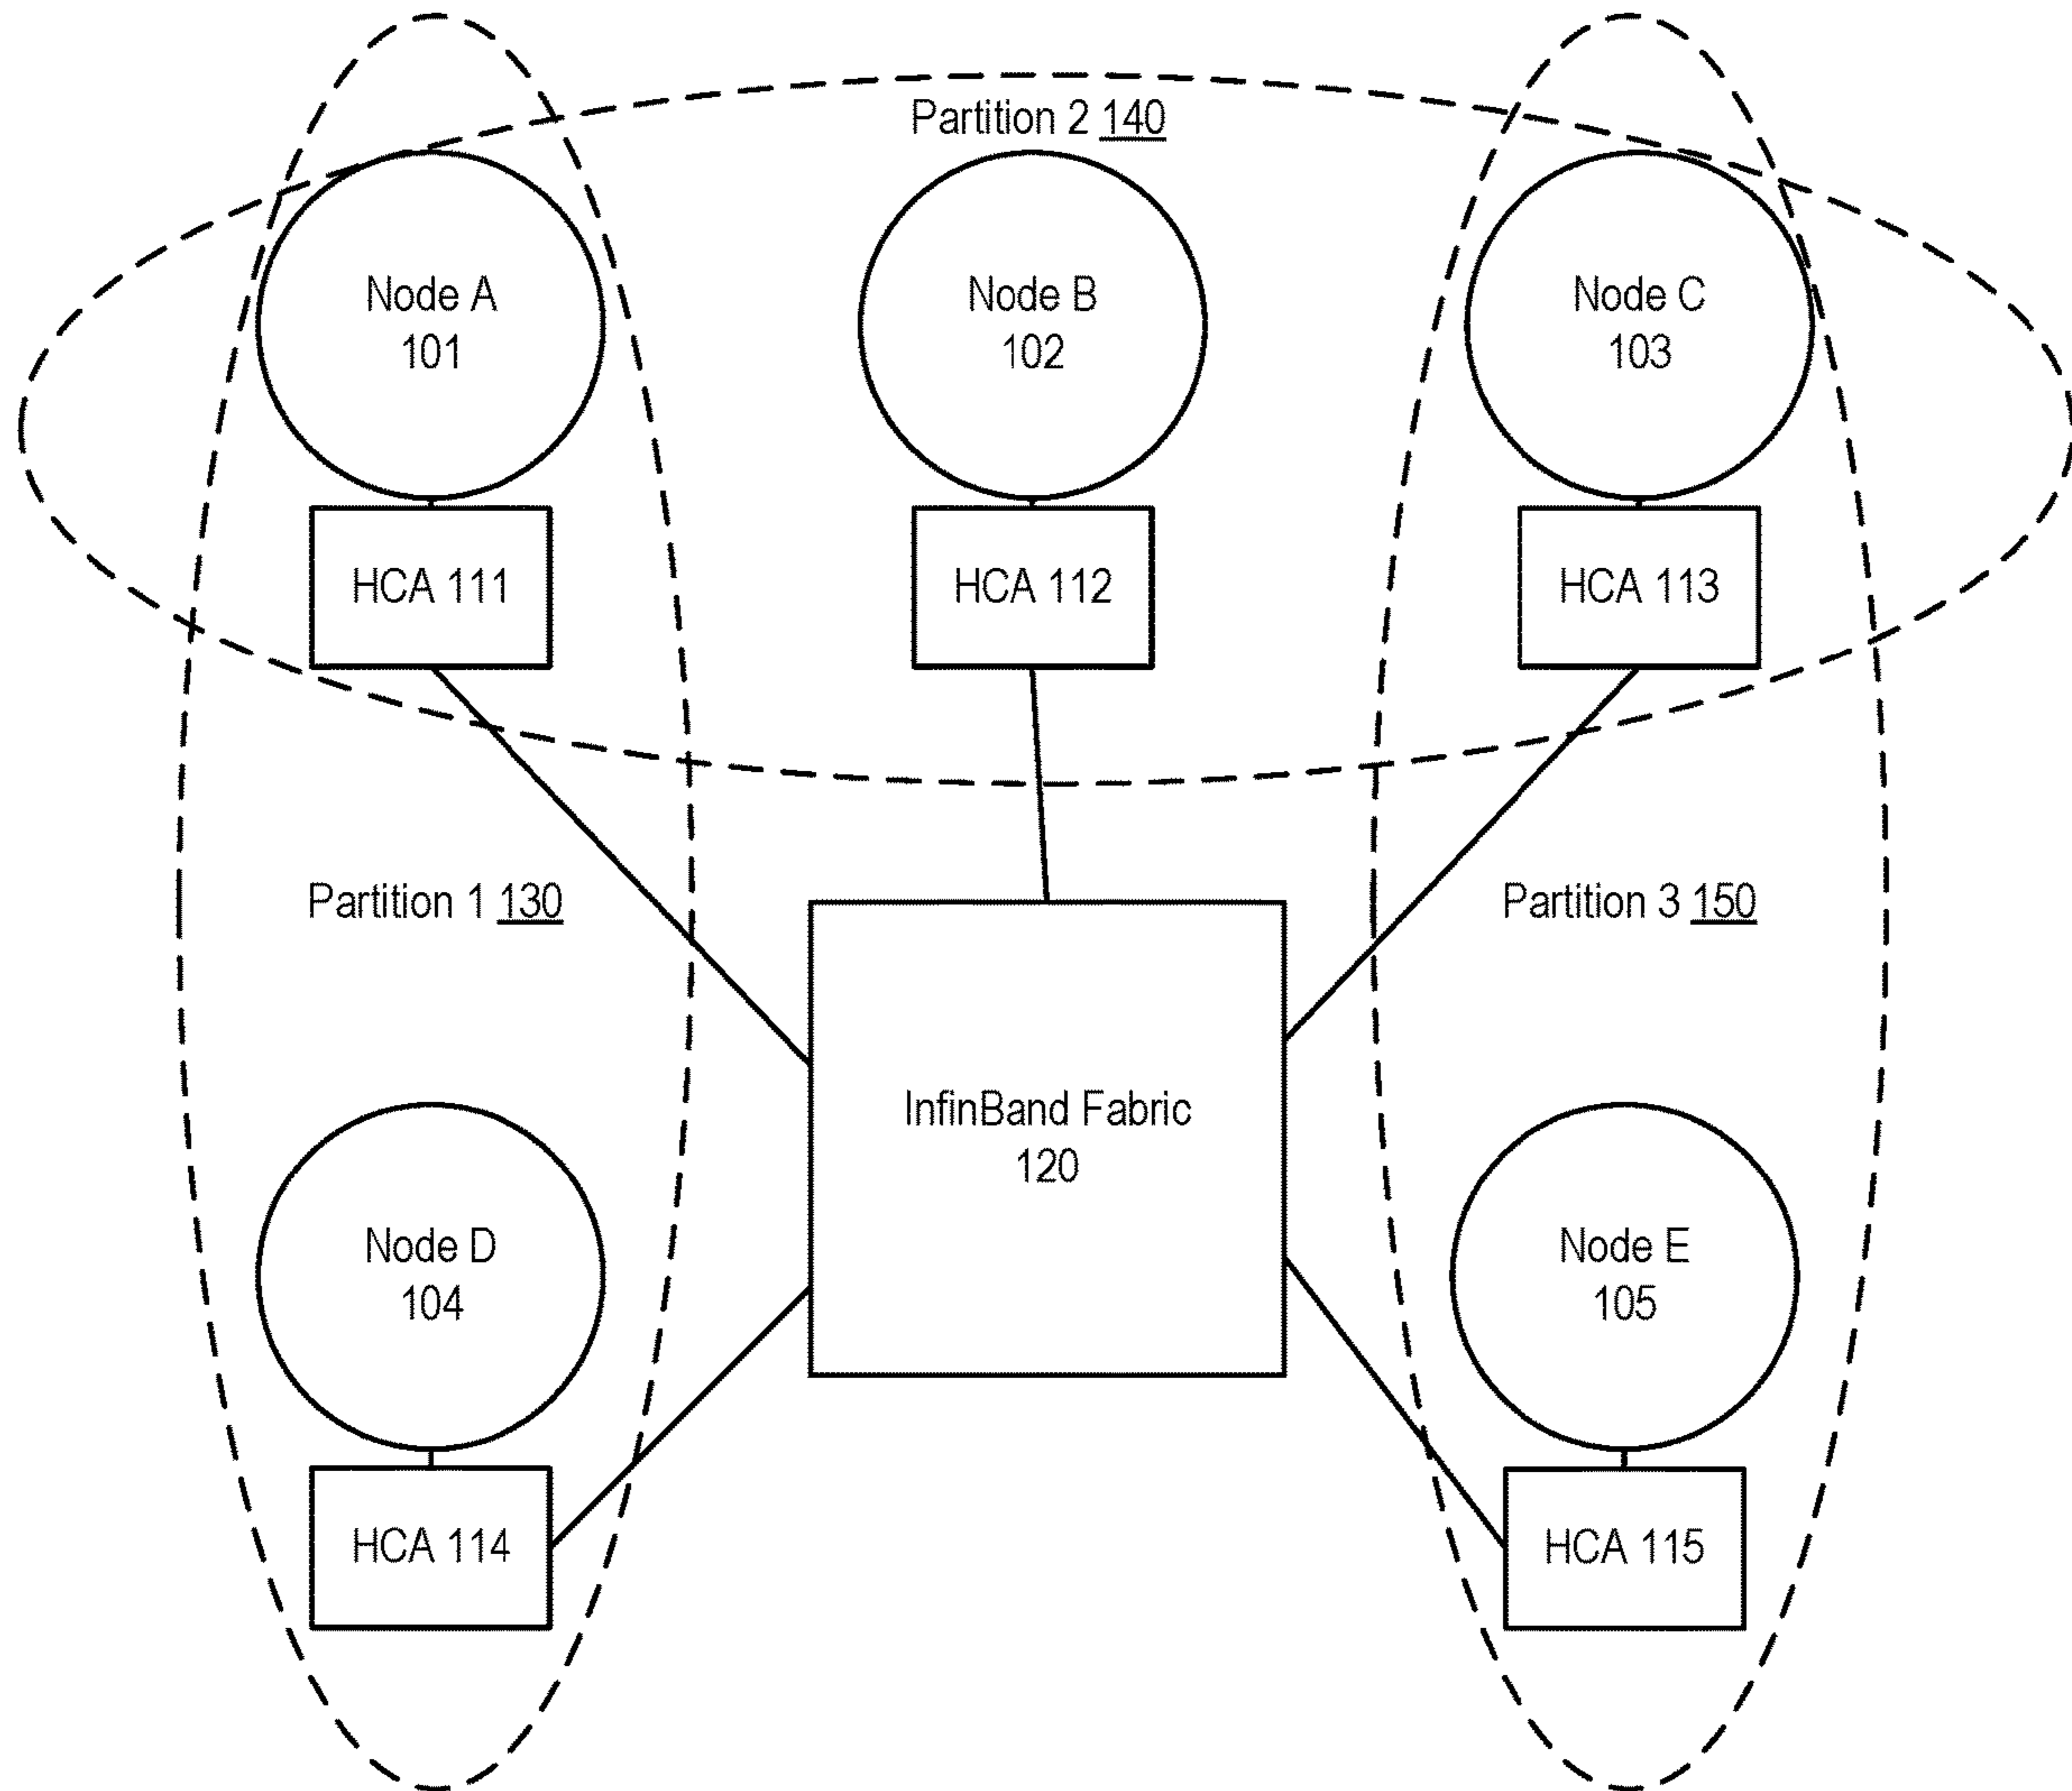 Partition 2 140
Node A
101
Node B
102
Node C
103
HCA 111
HCA 112
HCA 113
Partition 1 130
Partition 3 150
InfinBand Fabric
120
Node D
104
Node E
105
HCA 114
HCA 115